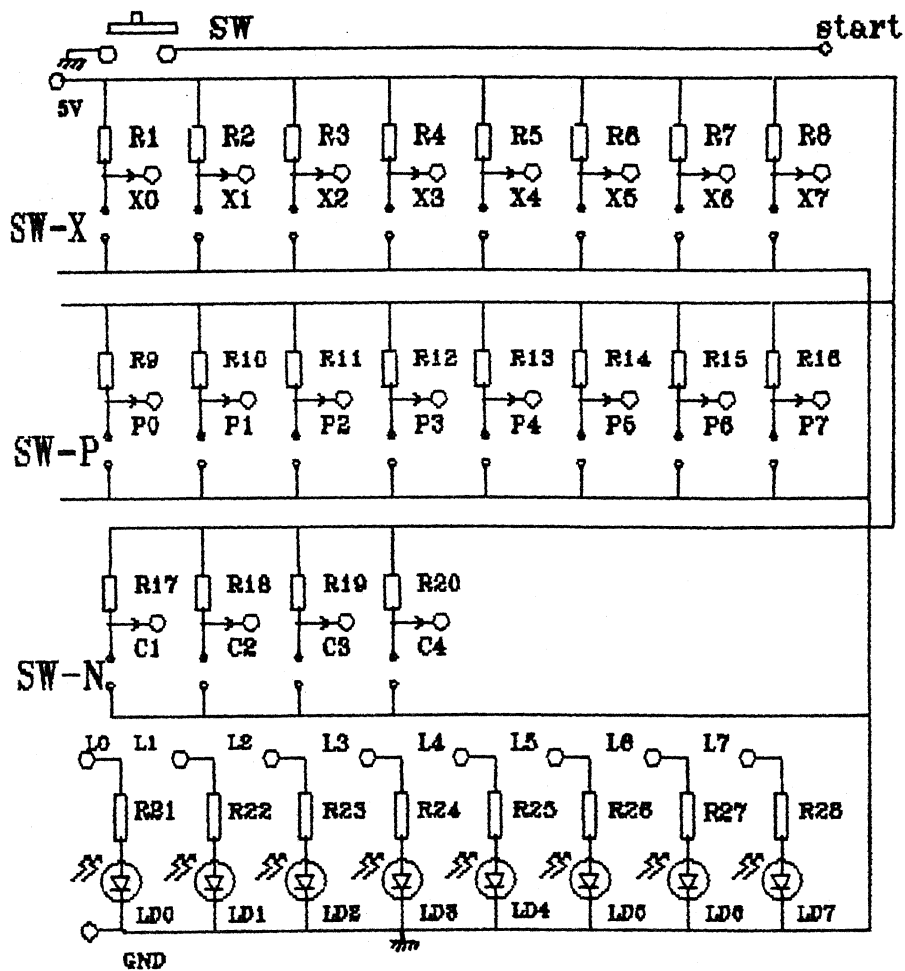 SW start
5V
R1 R2 R3 R4 R5 R6 R7 R8
X0 X1 X2 X3 X4 X5 X6 X7
SW-X
R9 R10 R11 R12 R13 R14 R15 R16
P0 P1 P2 P3 P4 P5 P6 P7
SW-P
R17 R18 R19 R20
C1 C2 C3 C4
SW-N
L0 L1 L2 L3 L4 L5 L6 L7
R21 R22 R23 R24 R25 R26 R27 R28
LD0 LD1 LD2 LD3 LD4 LD5 LD6 LD7
GND